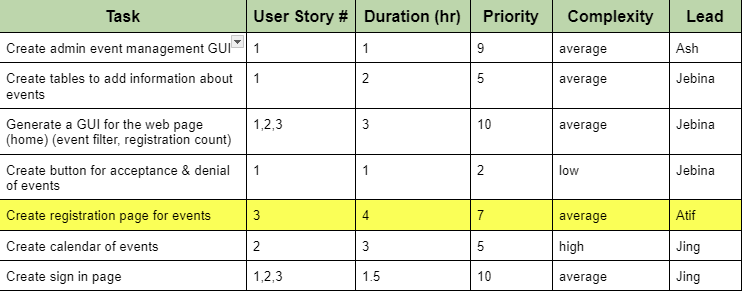 Task User Story # Duration (hr) Priority Complexity Lead
Create admin event management GUI 1 1 9 average Ash
Create tables to add information about 1 2 5 average Jebina
events
Generate a GUI for the web page 1,2,3 3 10 average Jebina
(home) (event filter, registration count)
Create button for acceptance & denial 1 1 2 low Jebina
of events
Create registration page for events 3 4 7 average Atif
Create calendar of events 2 3 5 high Jing
Create sign in page 1,2,3 1.5 10 average Jing